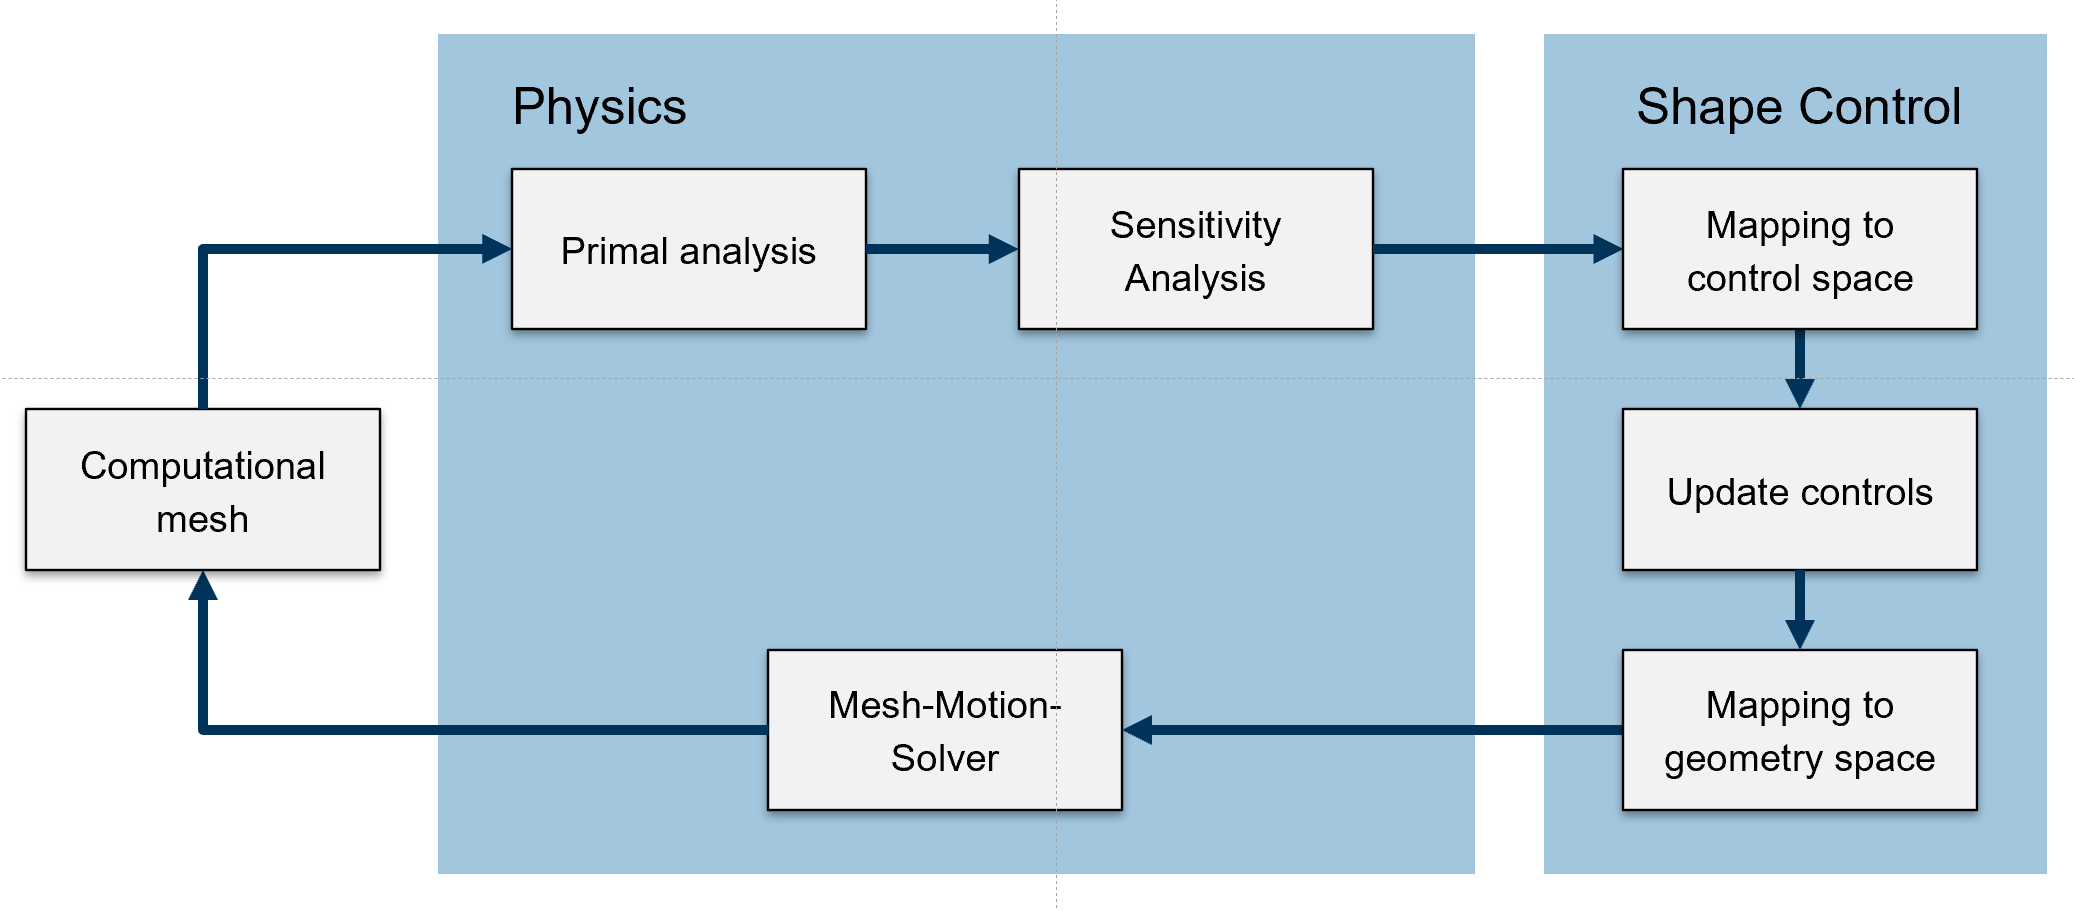 Physics
Shape Control
Primal analysis
Sensitivity
Analysis
Mapping to
control space
Computational
mesh
Update controls
Mesh-Motion-
Solver
Mapping to
geometry space